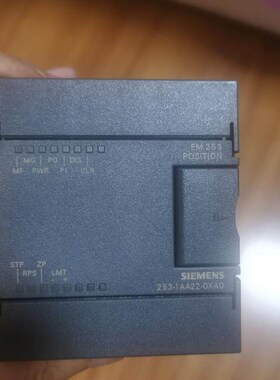 EM 253
POSITION
MG PO DIS
MF PWR P1 CLR
STP ZP
RPS LMT
- +
SIEMENS
253-1AA22-0XA0